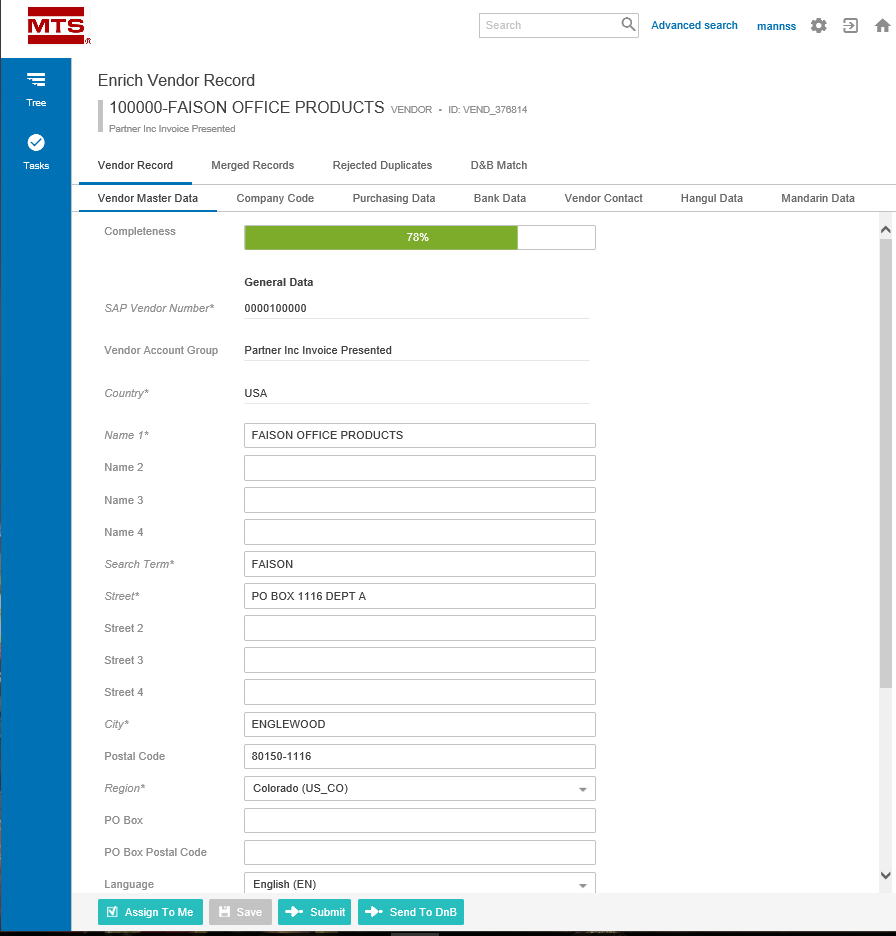 MTS
®
Search
Advanced search
mannss
Tree
Tasks
Enrich Vendor Record
100000-FAISON OFFICE PRODUCTS VENDOR - ID: VEND_376814
Partner Inc Invoice Presented
Vendor Record Merged Records Rejected Duplicates D&B Match
Vendor Master Data Company Code Purchasing Data Bank Data Vendor Contact Hangul Data Mandarin Data
Completeness 78%
General Data
SAP Vendor Number* 0000100000
Vendor Account Group Partner Inc Invoice Presented
Country* USA
Name 1* FAISON OFFICE PRODUCTS
Name 2
Name 3
Name 4
Search Term* FAISON
Street* PO BOX 1116 DEPT A
Street 2
Street 3
Street 4
City* ENGLEWOOD
Postal Code 80150-1116
Region* Colorado (US_CO)
PO Box
PO Box Postal Code
Language English (EN)
Assign To Me Save Submit Send To DnB